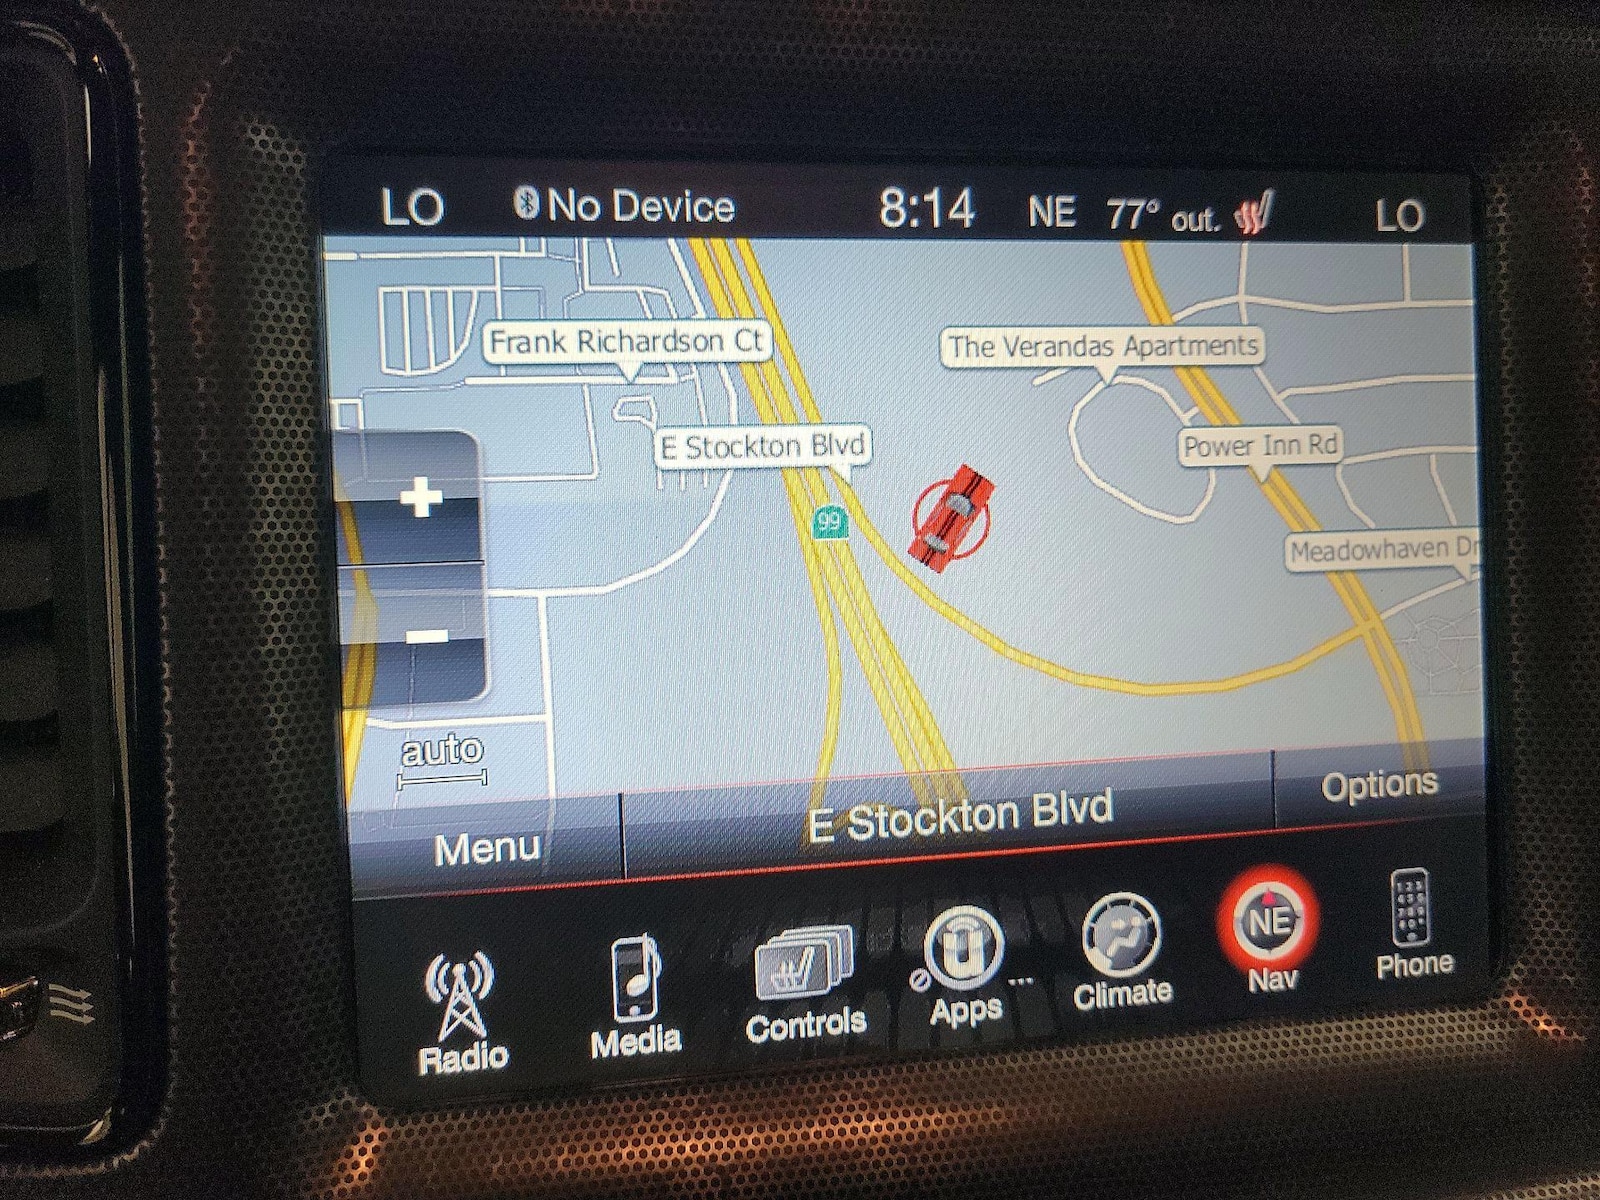 LO No Device 8:14 NE 77° out. LO
Frank Richardson Ct
The Verandas Apartments
E Stockton Blvd
Power Inn Rd
99
Meadowhaven Dr
auto
Menu
E Stockton Blvd
Options
Radio
Media
Controls
Apps ...
Climate
NE
Nav
Phone